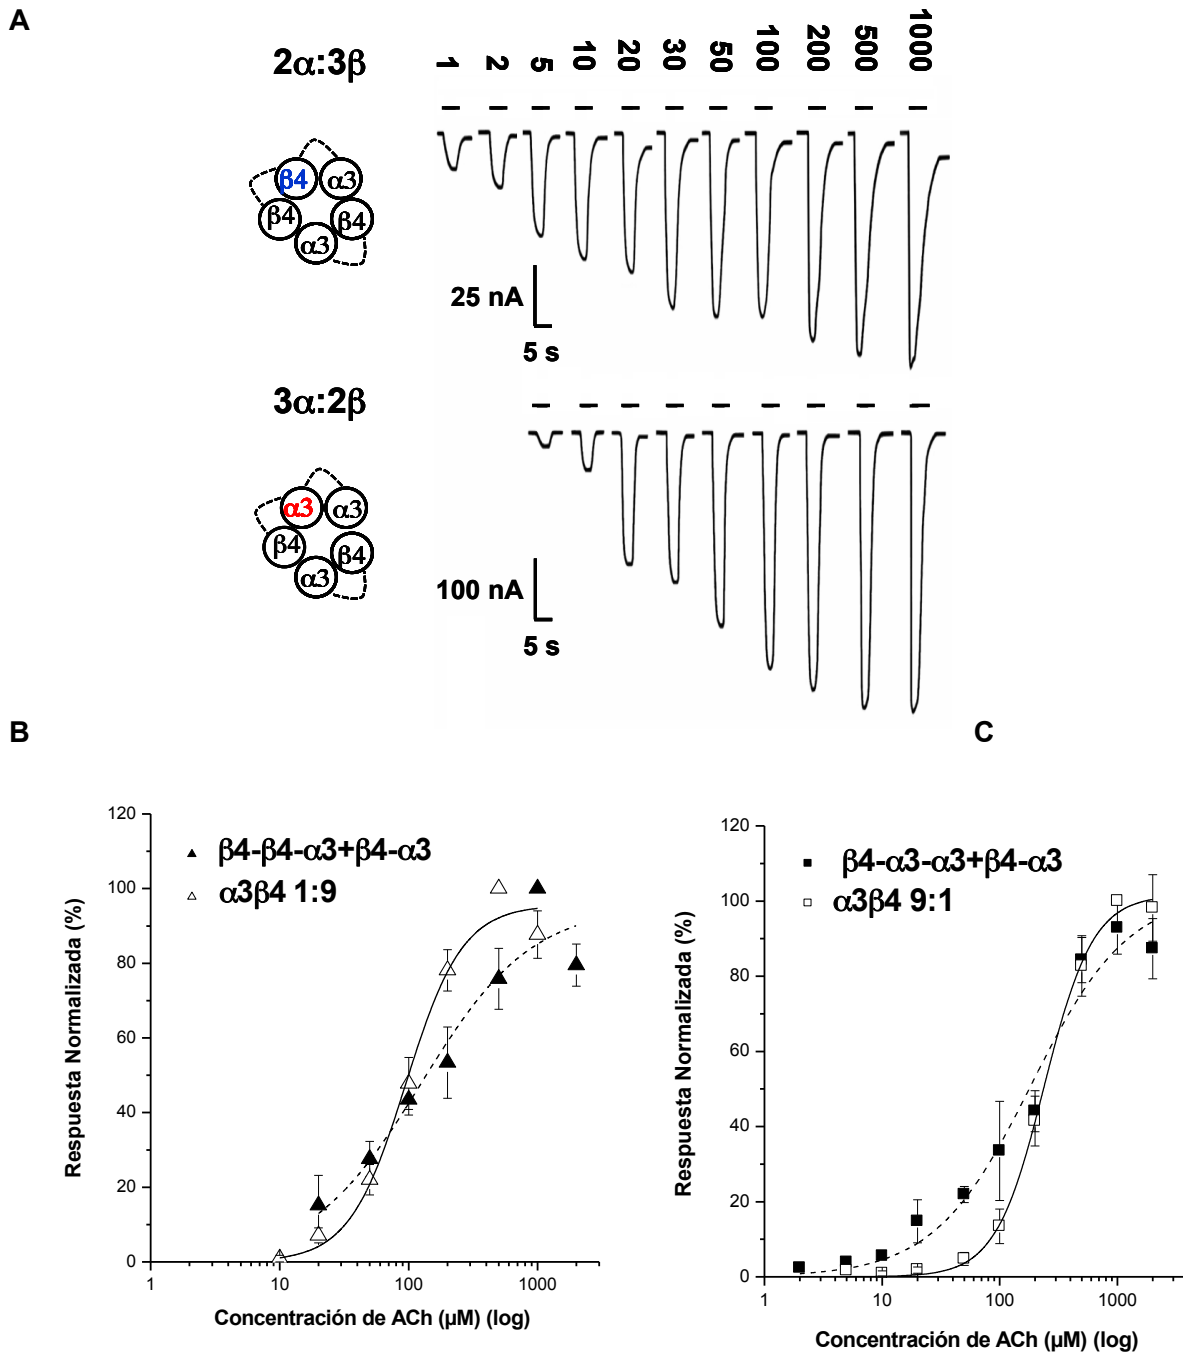 A
2α:3β
1 2 5 10 20 30 50 100 200 500 1000
β4 α3
β4 β4
α3
25 nA
5 s
3α:2β
α3 α3
β4 β4
α3
100 nA
5 s
B
120
100
80
60
40
20
0
1 10 100 1000
Respuesta Normalizada (%)
Concentración de ACh (µM) (log)
β4-β4-α3+β4-α3
α3β4 1:9
C
120
100
80
60
40
20
0
1 10 100 1000
Respuesta Normalizada (%)
Concentración de ACh (µM) (log)
β4-α3-α3+β4-α3
α3β4 9:1